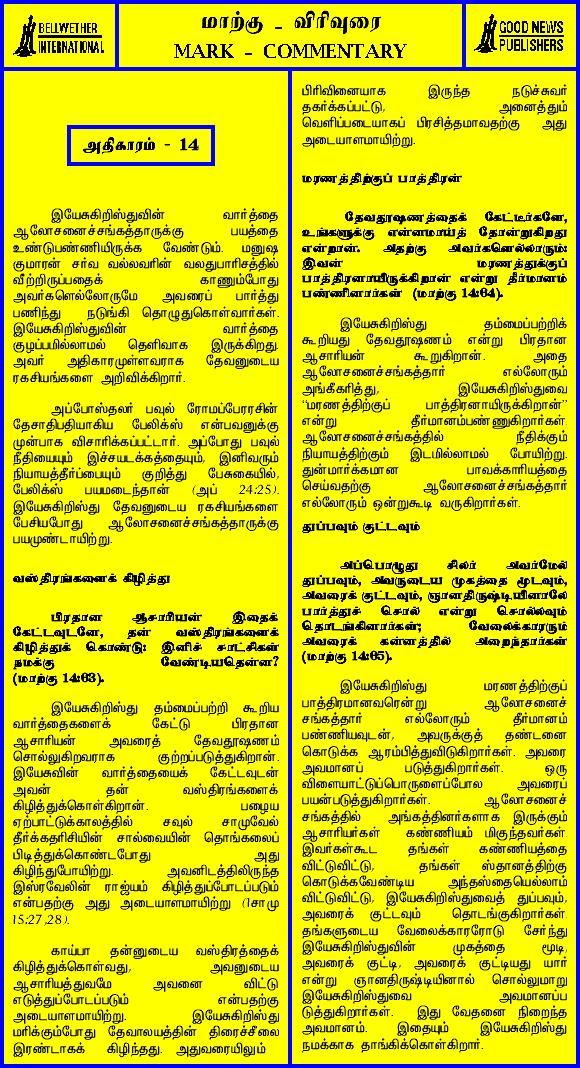 BELLWETHER
INTERNATIONAL
மாற்கு - விரிவுரை
MARK - COMMENTARY
GOOD NEWS
PUBLISHERS
அதிகாரம் - 14
இயேசுகிறிஸ்துவின் வார்த்தை
ஆலோசனைச்சங்கத்தாருக்கு பயத்தை
உண்டுபண்ணியிருக்க வேண்டும். மனுஷ
குமாரன் சர்வ வல்லவரின் வலதுபாரிசத்தில்
வீற்றிருப்பதைக் காணும்போது
அவர்களெல்லோருமே அவரைப் பார்த்து
பணிந்து நடுங்கி தொழுதுகொள்வார்கள்.
இயேசுகிறிஸ்துவின் வார்த்தை
குழப்பமில்லாமல் தெளிவாக இருக்கிறது.
அவர் அதிகாரமுள்ளவராக தேவனுடைய
ரகசியங்களை அறிவிக்கிறார்.
அப்போஸ்தலர் பவுல் ரோமப்பேரரசின்
தேசாதிபதியாகிய பேலிக்ஸ் என்பவனுக்கு
முன்பாக விசாரிக்கப்பட்டார். அப்போது பவுல்
நீதியையும் இச்சயடக்கத்தையும், இனிவரும்
நியாயத்தீர்ப்பையும் குறித்து பேசுகையில்,
பேலிக்ஸ் பயமடைந்தான் (அப் 24:25).
இயேசுகிறிஸ்து தேவனுடைய ரகசியங்களை
பேசியபோது ஆலோசனைச்சங்கத்தாருக்கு
பயமுண்டாயிற்று.
வஸ்திரங்களைக் கிழித்து
பிரதான ஆசாரியன் இதைக்
கேட்டவுடனே, தன் வஸ்திரங்களைக்
கிழித்துக் கொண்டு: இனிச் சாட்சிகள்
நமக்கு வேண்டியதென்ன?
(மாற்கு 14:63).
இயேசுகிறிஸ்து தம்மைப்பற்றி கூறிய
வார்த்தைகளைக் கேட்டு பிரதான
ஆசாரியன் அவரைத் தேவதூஷணம்
சொல்லுகிறவராக குற்றப்படுத்துகிறான்.
இயேசுவின் வார்த்தையைக் கேட்டவுடன்
அவன் தன் வஸ்திரங்களைக்
கிழித்துக்கொள்கிறான். பழைய
ஏற்பாட்டுக்காலத்தில் சவுல் சாமுவேல்
தீர்க்கதரிசியின் சால்வையின் தொங்கலைப்
பிடித்துக்கொண்டபோது அது
கிழிந்துபோயிற்று. அவனிடத்திலிருந்த
இஸ்ரவேலின் ராஜ்யம் கிழித்துப்போடப்படும்
என்பதற்கு அது அடையாளமாயிற்று (1சாமு
15:27,28).
காய்பா தன்னுடைய வஸ்திரத்தைக்
கிழித்துக்கொள்வது, அவனுடைய
ஆசாரியத்துவமே அவனை விட்டு
எடுத்துப்போடப்படும் என்பதற்கு
அடையாளமாயிற்று. இயேசுகிறிஸ்து
மரிக்கும்போது தேவாலயத்தின் திரைச்சீலை
இரண்டாகக் கிழிந்தது. அதுவரையிலும்
பிரிவினையாக இருந்த நடுச்சுவர்
தகர்க்கப்பட்டு, அனைத்தும்
வெளிப்படையாகப் பிரசித்தமாவதற்கு அது
அடையாளமாயிற்று.
மரணத்திற்குப் பாத்திரன்
தேவதூஷணத்தைக் கேட்டீர்களே,
உங்களுக்கு என்னமாய்த் தோன்றுகிறது
என்றான். அதற்கு அவர்களெல்லாரும்:
இவன் மரணத்துக்குப்
பாத்திரனாயிருக்கிறான் என்று தீர்மானம்
பண்ணினார்கள் (மாற்கு 14:64).
இயேசுகிறிஸ்து தம்மைப்பற்றிக்
கூறியது தேவதூஷணம் என்று பிரதான
ஆசாரியன் கூறுகிறான். அதை
ஆலோசனைச்சங்கத்தார் எல்லோரும்
அங்கீகரித்து, இயேசுகிறிஸ்துவை
“மரணத்திற்குப் பாத்திரனாயிருக்கிறான்”
என்று தீர்மானம்பண்ணுகிறார்கள்.
ஆலோசனைச்சங்கத்தில் நீதிக்கும்
நியாயத்திற்கும் இடமில்லாமல் போயிற்று.
துன்மார்க்கமான பாவக்காரியத்தை
செய்வதற்கு ஆலோசனைச்சங்கத்தார்
எல்லோரும் ஒன்றுகூடி வருகிறார்கள்.
துப்பவும் குட்டவும்
அப்பொழுது சிலர் அவர்மேல்
துப்பவும், அவருடைய முகத்தை மூடவும்,
அவரைக் குட்டவும், ஞானதிருஷ்டியினாலே
பார்த்துச் சொல் என்று சொல்லவும்
தொடங்கினார்கள்; வேலைக்காரரும்
அவரைக் கன்னத்தில் அறைந்தார்கள்
(மாற்கு 14:65).
இயேசுகிறிஸ்து மரணத்திற்குப்
பாத்திரமானவரென்று ஆலோசனைச்
சங்கத்தார் எல்லோரும் தீர்மானம்
பண்ணியவுடன், அவருக்குத் தண்டனை
கொடுக்க ஆரம்பித்துவிடுகிறார்கள். அவரை
அவமானப் படுத்துகிறார்கள். ஒரு
விளையாட்டுப்பொருளைப்போல அவரைப்
பயன்படுத்துகிறார்கள். ஆலோசனைச்
சங்கத்தில் அங்கத்தினர்களாக இருக்கும்
ஆசாரியர்கள் கண்ணியம் மிகுந்தவர்கள்.
இவர்கள்கூட தங்கள் கண்ணியத்தை
விட்டுவிட்டு, தங்கள் ஸ்தானத்திற்கு
கொடுக்கவேண்டிய அந்தஸ்தையெல்லாம்
விட்டுவிட்டு, இயேசுகிறிஸ்துவைத் துப்பவும்,
அவரைக் குட்டவும் தொடங்குகிறார்கள்.
தங்களுடைய வேலைக்காரரோடு சேர்ந்து
இயேசுகிறிஸ்துவின் முகத்தை மூடி,
அவரைக் குட்டி, அவரைக் குட்டியது யார்
என்று ஞானதிருஷ்டியினால் சொல்லுமாறு
இயேசுகிறிஸ்துவை அவமானப்ப
டுத்துகிறார்கள். இது வேதனை நிறைந்த
அவமானம். இதையும் இயேசுகிறிஸ்து
நமக்காக தாங்கிக்கொள்கிறார்.